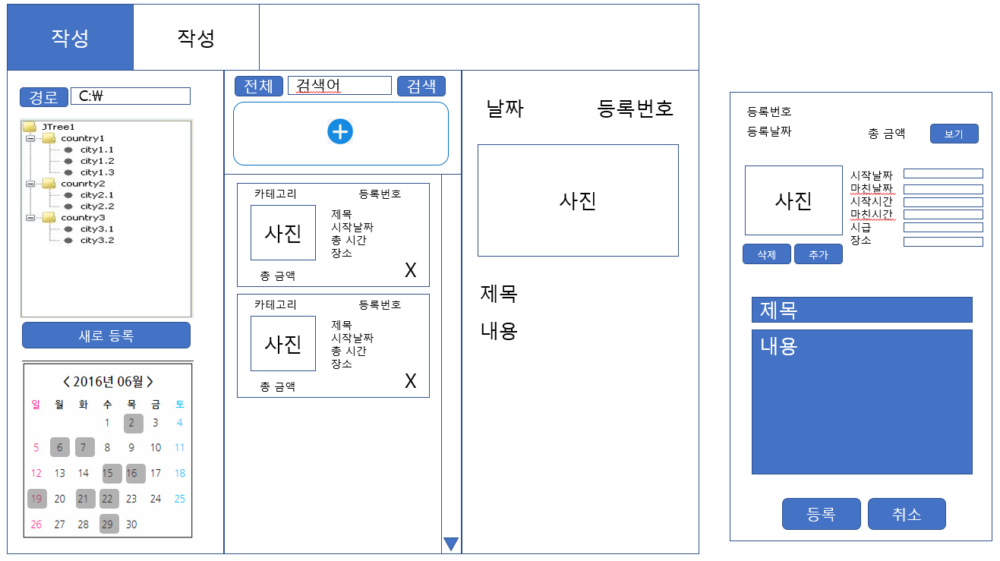 작성
작성
경로
C:\
JTree1
country1
city1.1
city1.2
city1.3
counrty2
city2.1
city2.2
country3
city3.1
city3.2
새로 등록
< 2016년 06월 >
일 월 화 수 목 금 토
1 2 3 4
5 6 7 8 9 10 11
12 13 14 15 16 17 18
19 20 21 22 23 24 25
26 27 28 29 30
전체
검색어
검색
카테고리 등록번호
사진
제목
시작날짜
총 시간
장소
총 금액
X
카테고리 등록번호
사진
제목
시작날짜
총 시간
장소
총 금액
X
날짜 등록번호
사진
제목
내용
등록번호
등록날짜
총 금액
보기
사진
시작날짜
마친날짜
시작시간
마친시간
시급
장소
삭제
추가
제목
내용
등록
취소